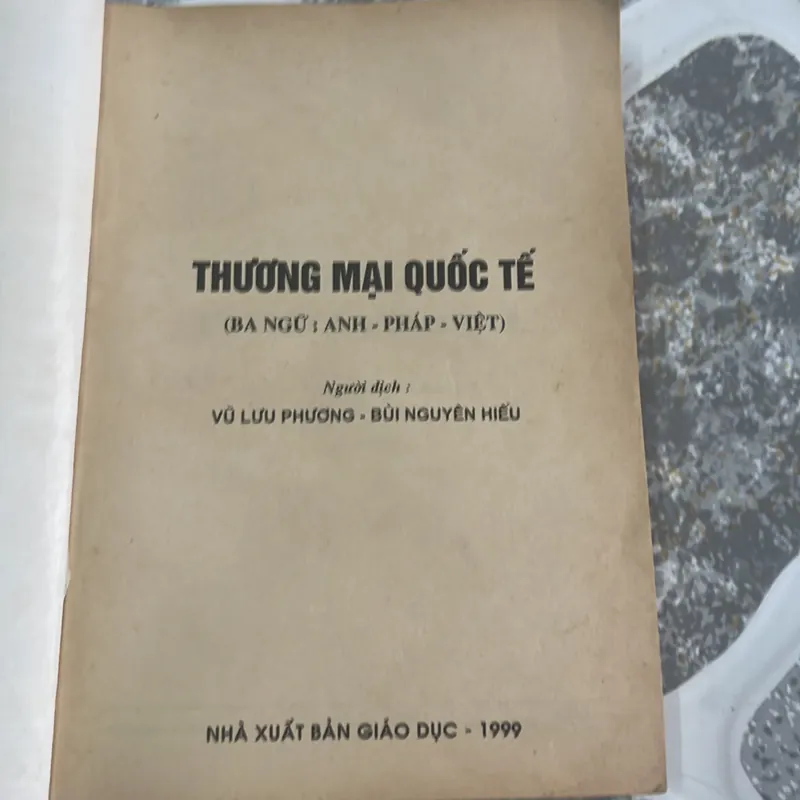 THƯƠNG MẠI QUỐC TẾ
(BA NGỮ : ANH - PHÁP - VIỆT)
Người dịch :
VŨ LƯU PHƯƠNG - BÙI NGUYÊN HIẾU
NHÀ XUẤT BẢN GIÁO DỤC - 1999